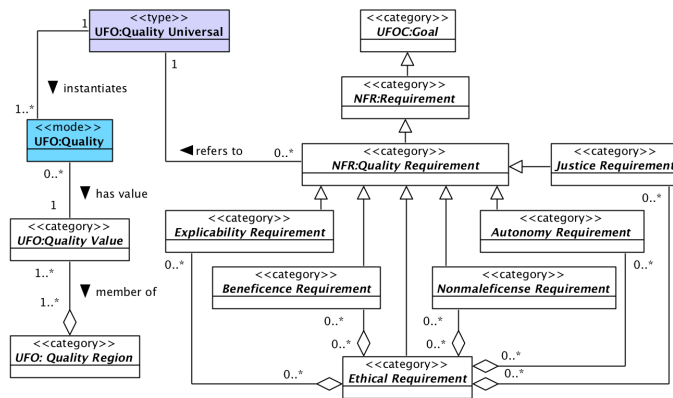 <<type>>
UFO:Quality Universal
1
1
instantiates
1..*
<<mode>>
UFO:Quality
0..*
has value
1
<<category>>
UFO:Quality Value
1..*
member of
1..*
<<category>>
UFO: Quality Region
<<category>>
UFOC:Goal
<<category>>
NFR:Requirement
refers to
0..*
<<category>>
NFR:Quality Requirement
<<category>>
Justice Requirement
0..*
<<category>>
Explicability Requirement
0..*
<<category>>
Autonomy Requirement
0..*
<<category>>
Beneficence Requirement
0..*
<<category>>
Nonmaleficense Requirement
0..*
0..*
0..*
0..*
<<category>>
Ethical Requirement
0..*
0..*
0..*